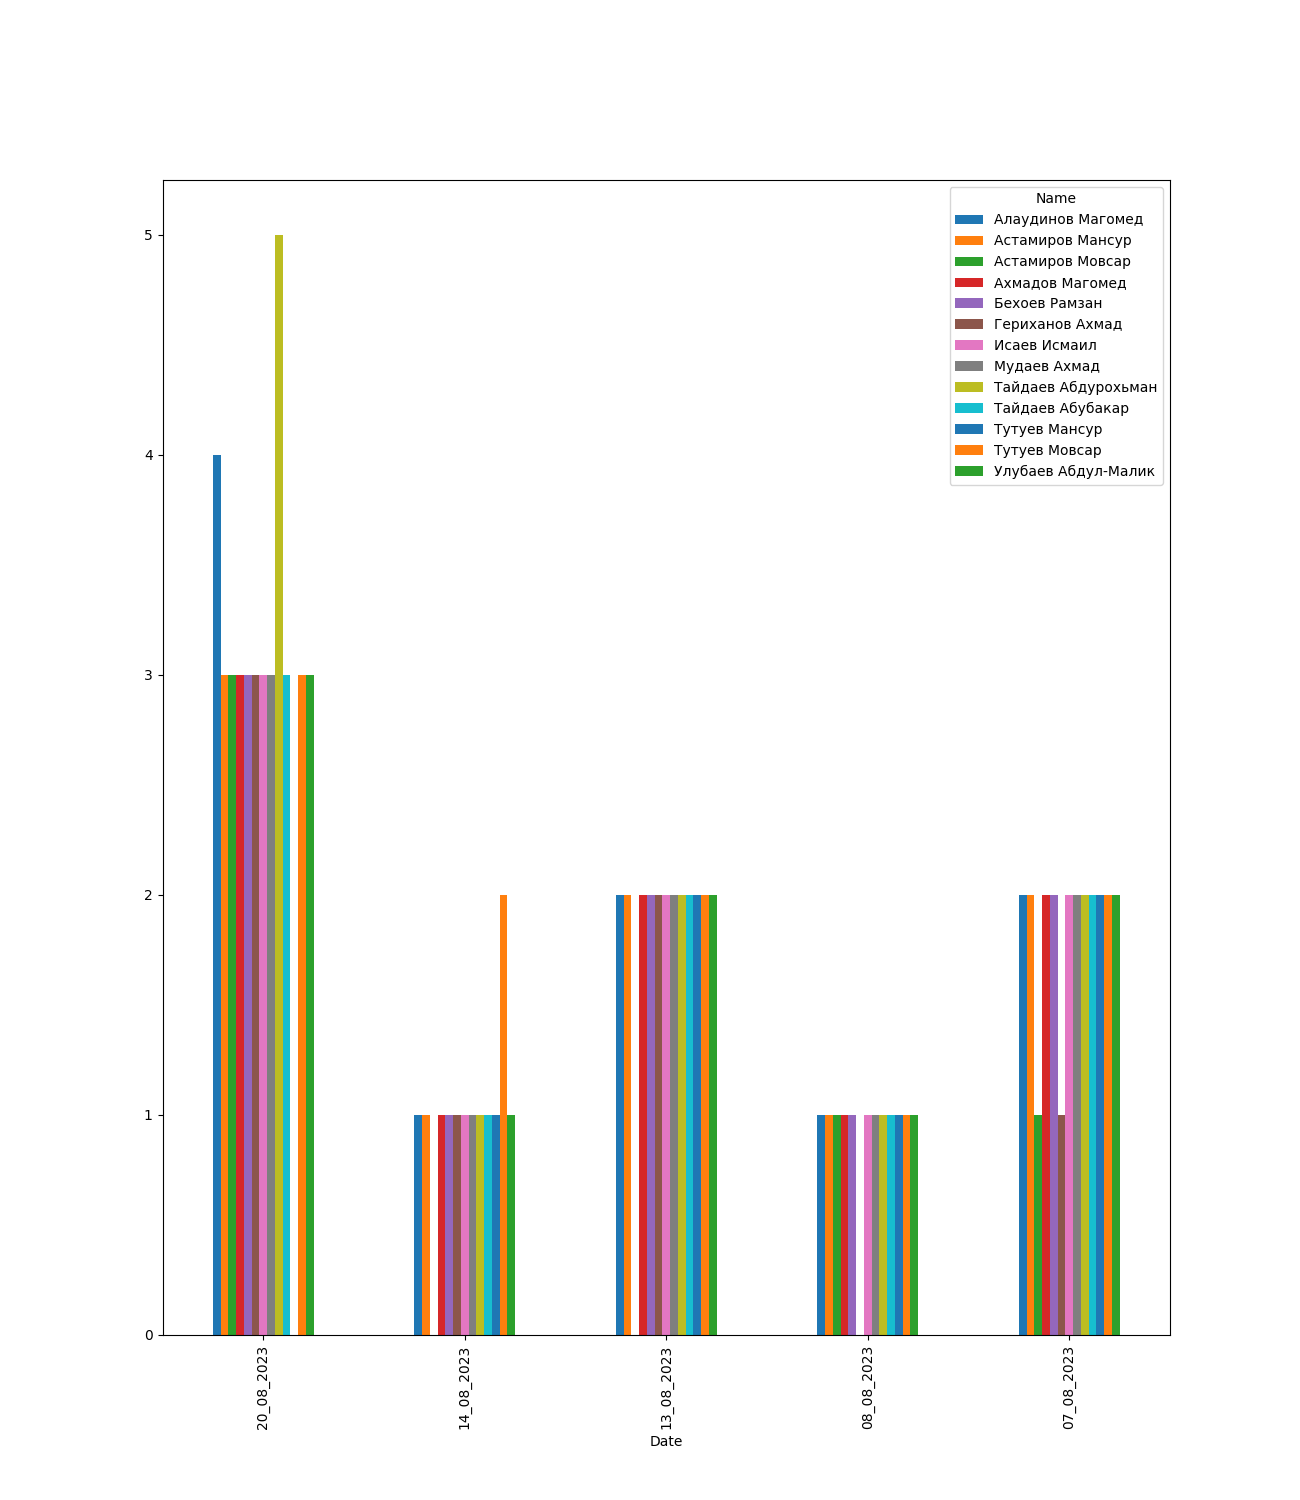 Name
Алаудинов Магомед
Астамиров Мансур
Астамиров Мовсар
Ахмадов Магомед
Бехоев Рамзан
Гериханов Ахмад
Исаев Исмаил
Мудаев Ахмад
Тайдаев Абдурохьман
Тайдаев Абубакар
Тутуев Мансур
Тутуев Мовсар
Улубаев Абдул-Малик
5
4
3
2
1
0
20_08_2023
14_08_2023
13_08_2023
08_08_2023
07_08_2023
Date